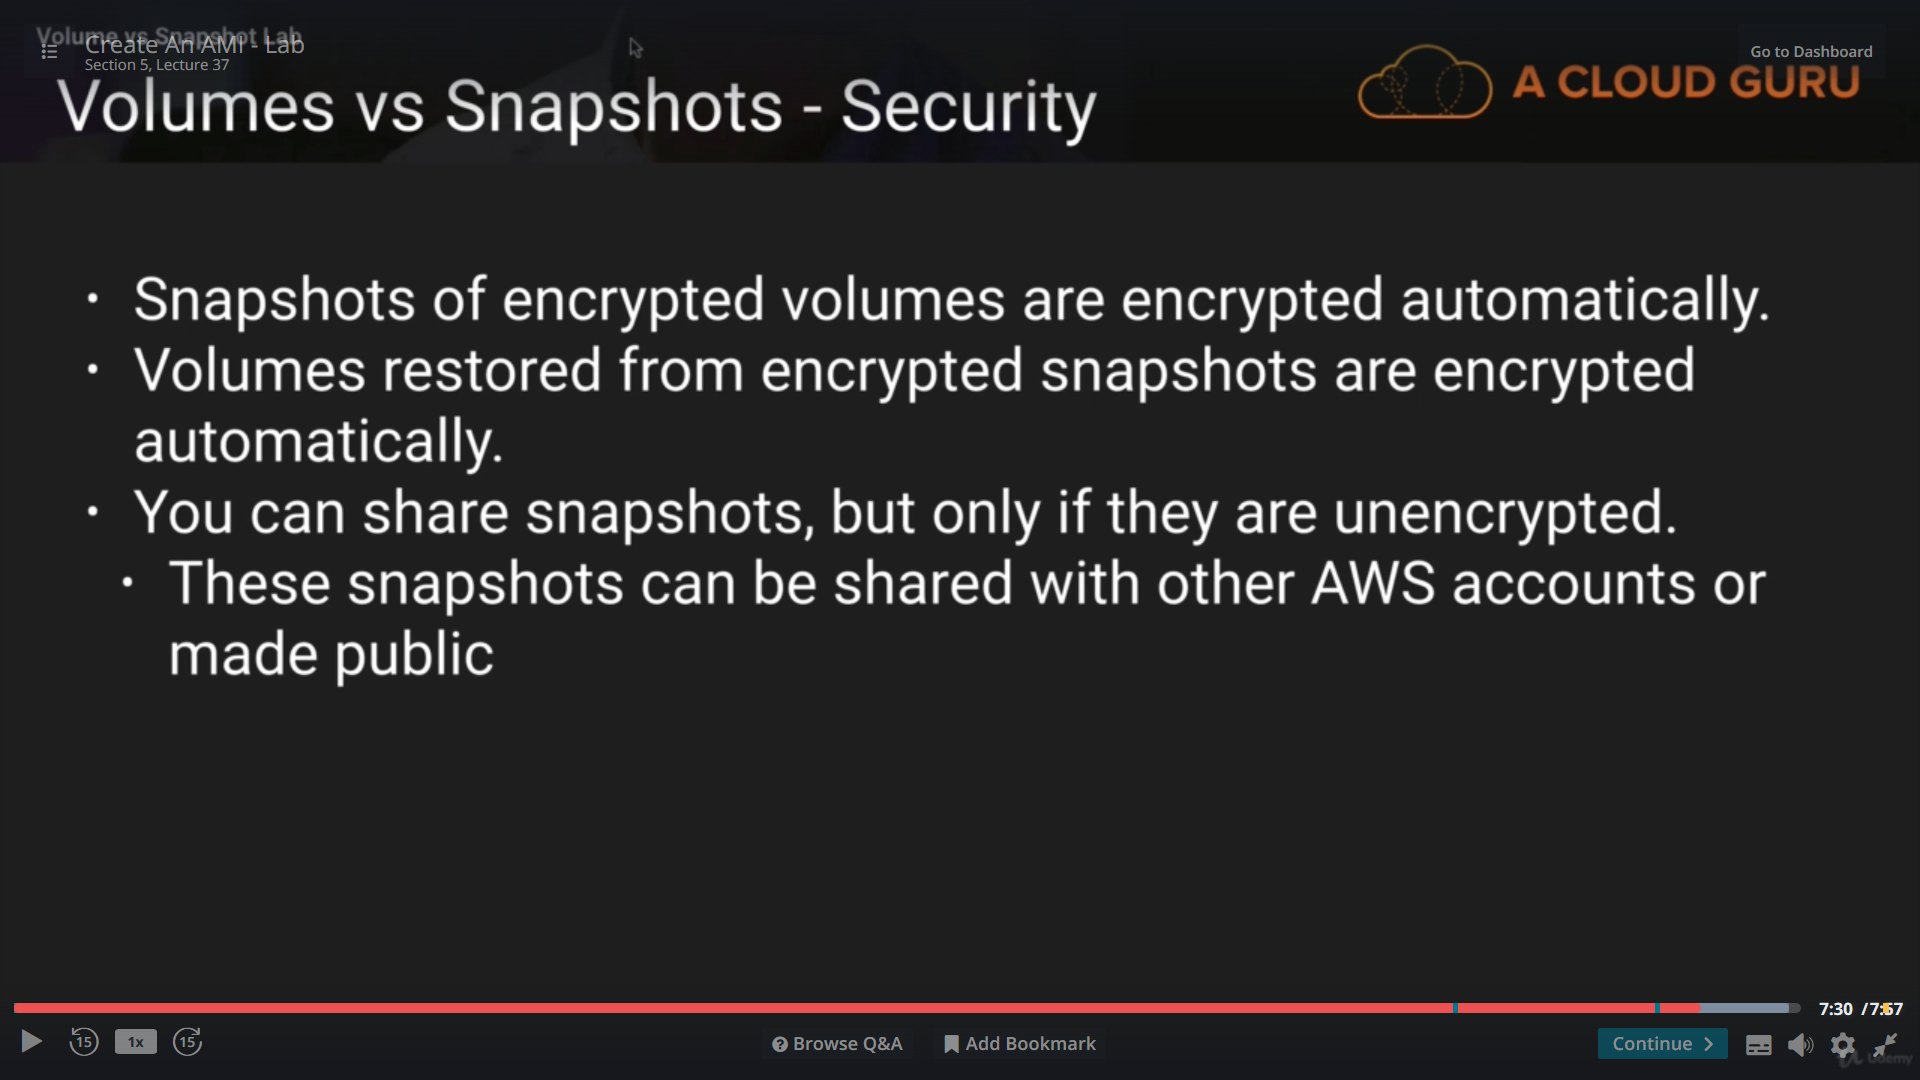 Volume vs Snapshot Lab
Create An AMI - Lab
Section 5, Lecture 37
Go to Dashboard
Volumes vs Snapshots - Security
A CLOUD GURU
• Snapshots of encrypted volumes are encrypted automatically.
• Volumes restored from encrypted snapshots are encrypted
automatically.
• You can share snapshots, but only if they are unencrypted.
• These snapshots can be shared with other AWS accounts or
made public
7:30 / 7:57
15
1x
15
Browse Q&A
Add Bookmark
Continue
Udemy